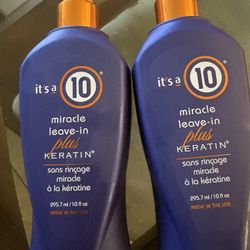 it's a 10®
miracle
leave-in
plus
KERATIN®
sans rinçage
miracle
à la kératine
295.7 ml/10 fl oz
MADE IN THE USA
it's a 10®
miracle
leave-in
plus
KERATIN®
sans rinçage
miracle
à la kératine
295.7 ml/10 fl oz
MADE IN THE USA